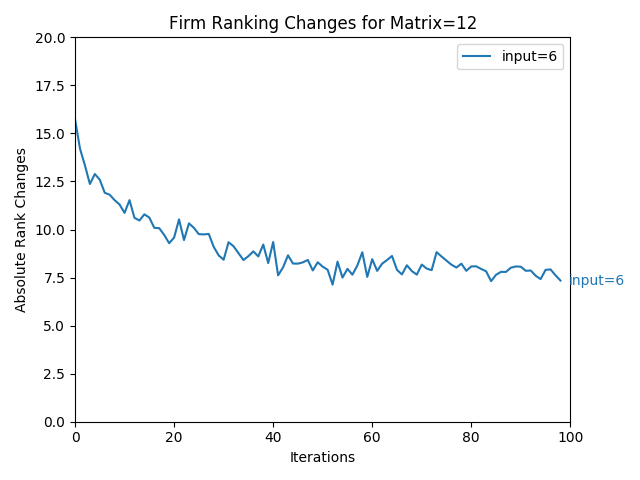 Firm Ranking Changes for Matrix=12
20.0
17.5
15.0
12.5
10.0
7.5
5.0
2.5
0.0
Absolute Rank Changes
input=6
input=6
0 20 40 60 80 100
Iterations